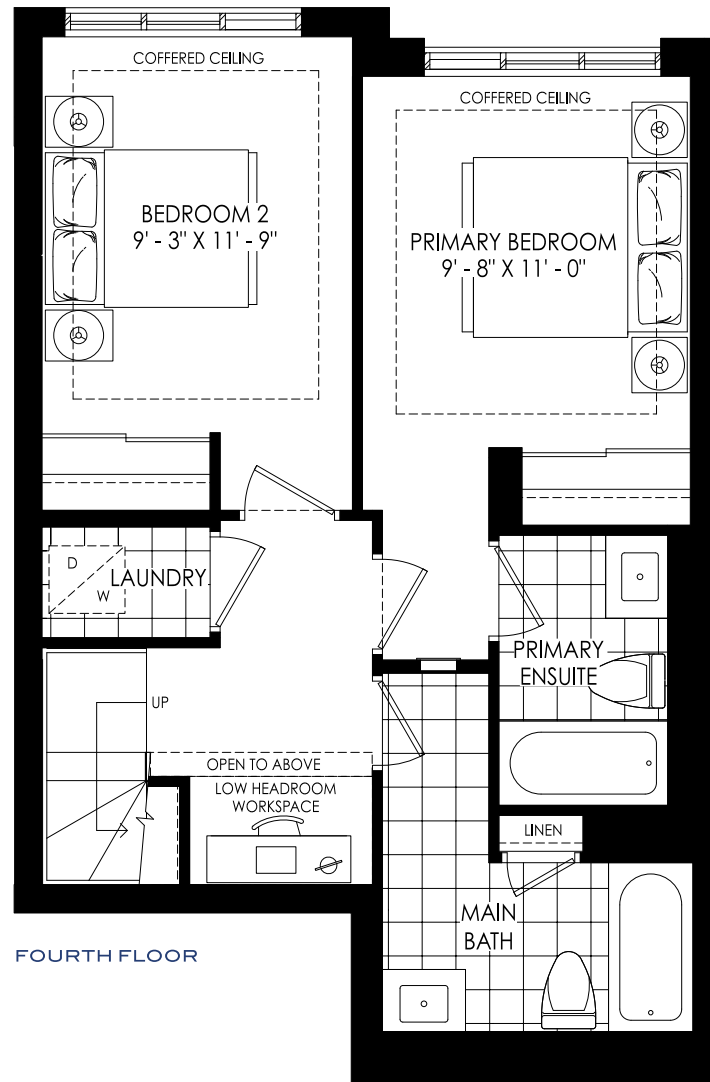 COFFERED CEILING
COFFERED CEILING
BEDROOM 2
9' - 3" X 11' - 9"
PRIMARY BEDROOM
9' - 8" X 11' - 0"
D
W
LAUNDRY
PRIMARY
ENSUITE
UP
OPEN TO ABOVE
LOW HEADROOM
WORKSPACE
LINEN
MAIN
BATH
FOURTH FLOOR